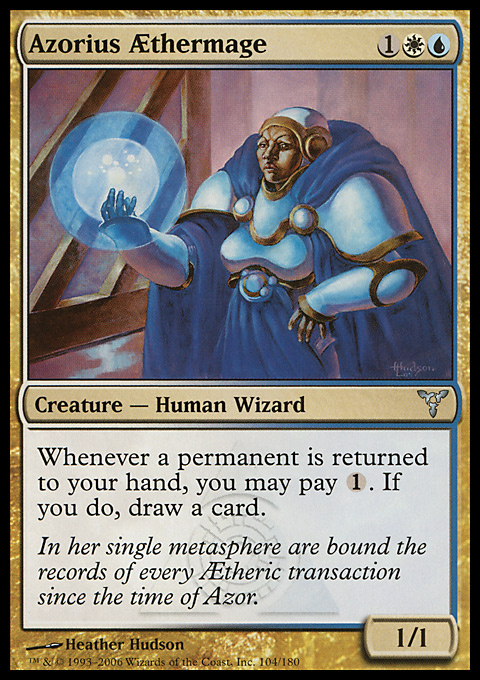 Azorius Æthermage 1
Hudson
Creature — Human Wizard
Whenever a permanent is returned
to your hand, you may pay 1. If
you do, draw a card.
In her single metasphere are bound the
records of every Ætheric transaction
since the time of Azor.
Heather Hudson
1/1
™ & © 1993–2006 Wizards of the Coast, Inc. 104/180